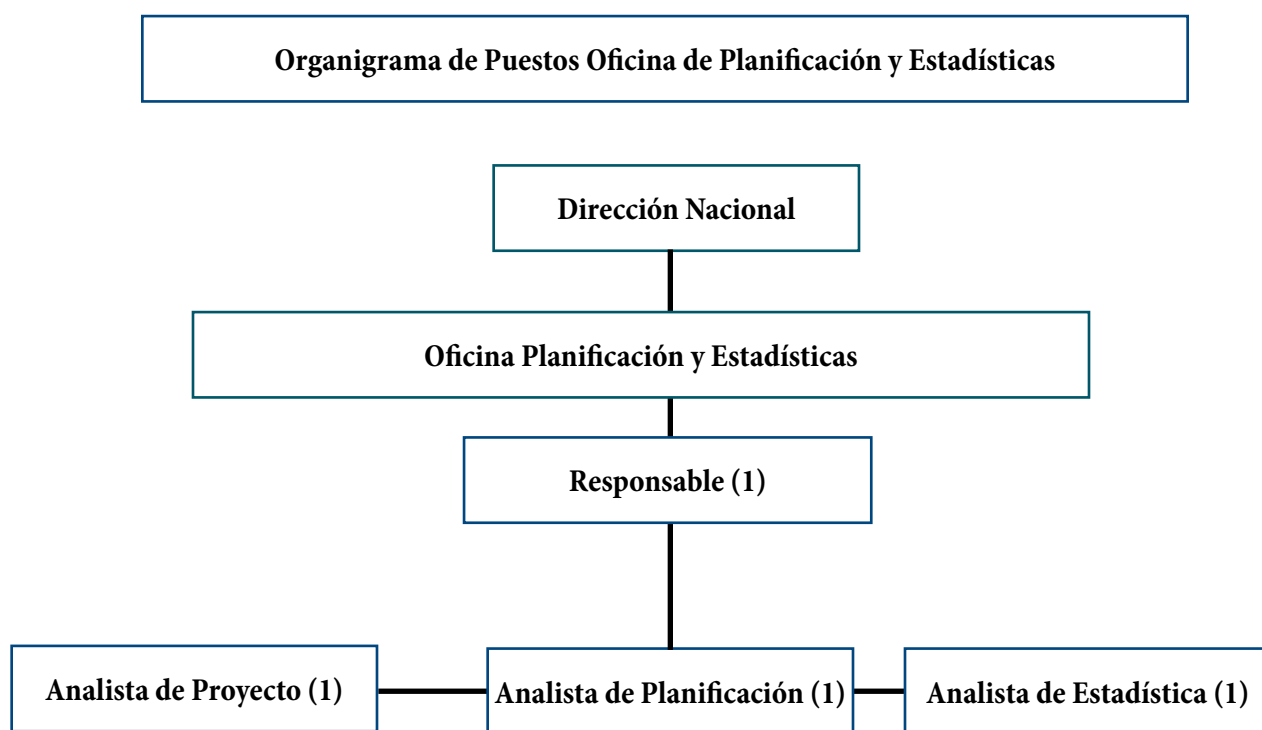 Organigrama de Puestos Oficina de Planificación y Estadísticas
Dirección Nacional
Oficina Planificación y Estadísticas
Responsable (1)
Analista de Proyecto (1)
Analista de Planificación (1)
Analista de Estadística (1)